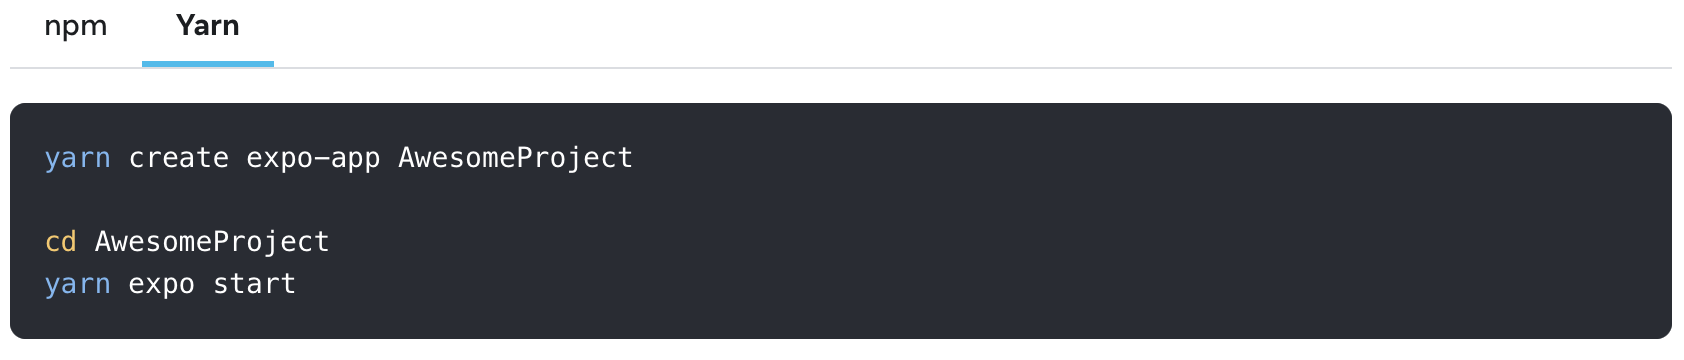 npm Yarn
yarn create expo-app AwesomeProject
cd AwesomeProject
yarn expo start